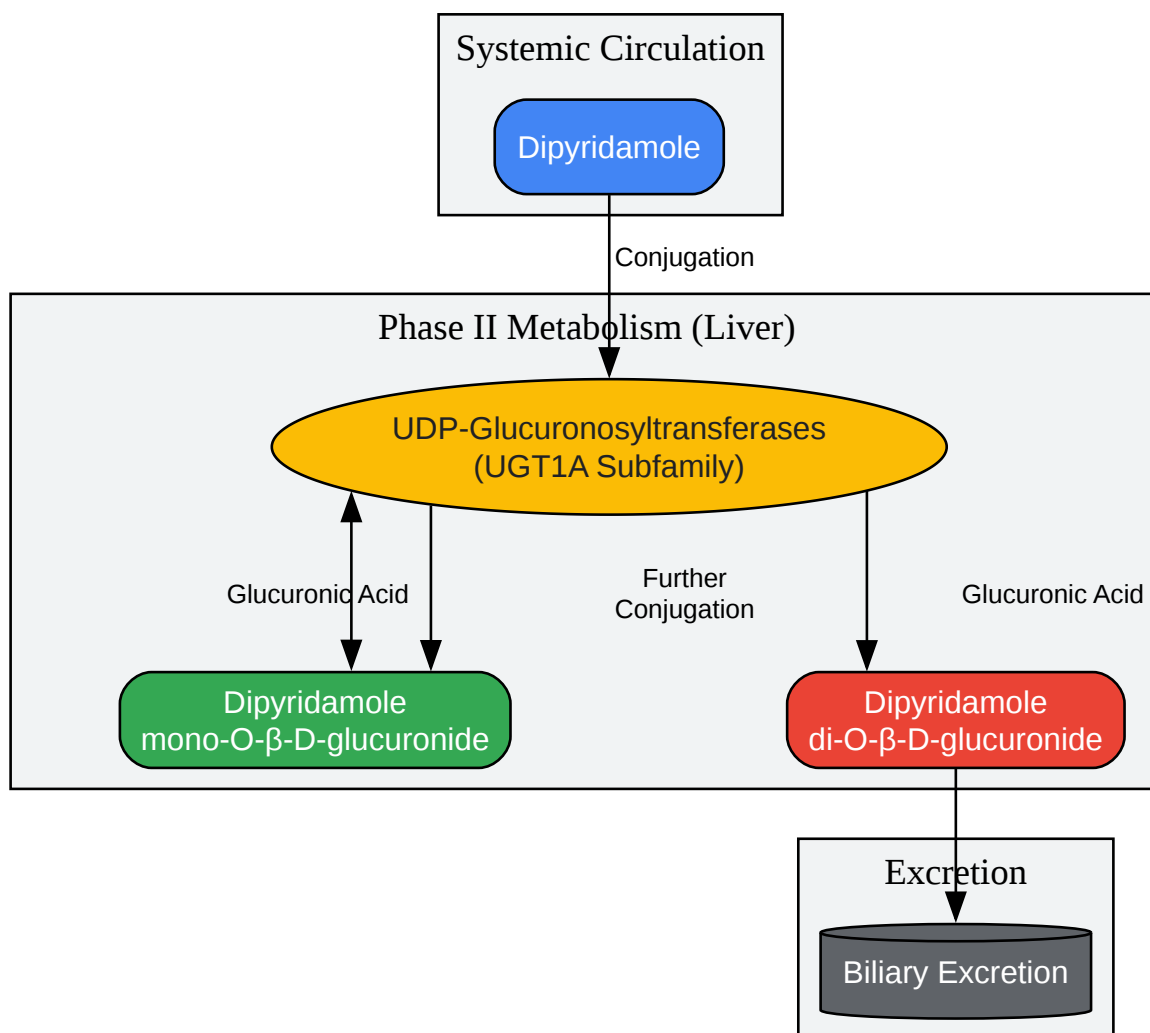 Systemic Circulation
Dipyridamole
Conjugation
Phase II Metabolism (Liver)
UDP-Glucuronosyltransferases
(UGT1A Subfamily)
Glucuronic Acid
Further
Conjugation
Glucuronic Acid
Dipyridamole
mono-O-β-D-glucuronide
Dipyridamole
di-O-β-D-glucuronide
Excretion
Biliary Excretion